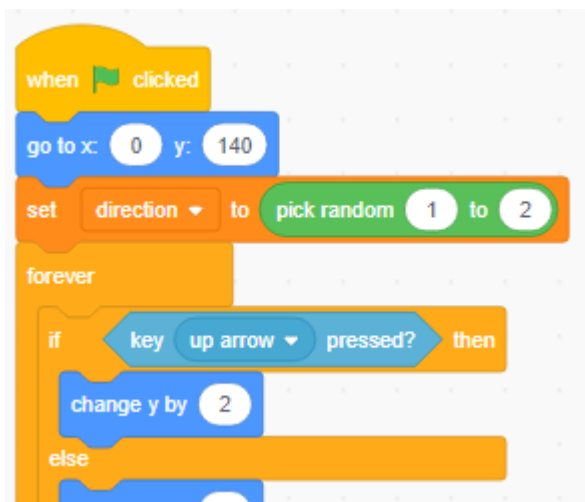 when clicked
go to x: 0 y: 140
set direction to pick random 1 to 2
forever
if key up arrow pressed? then
change y by 2
else